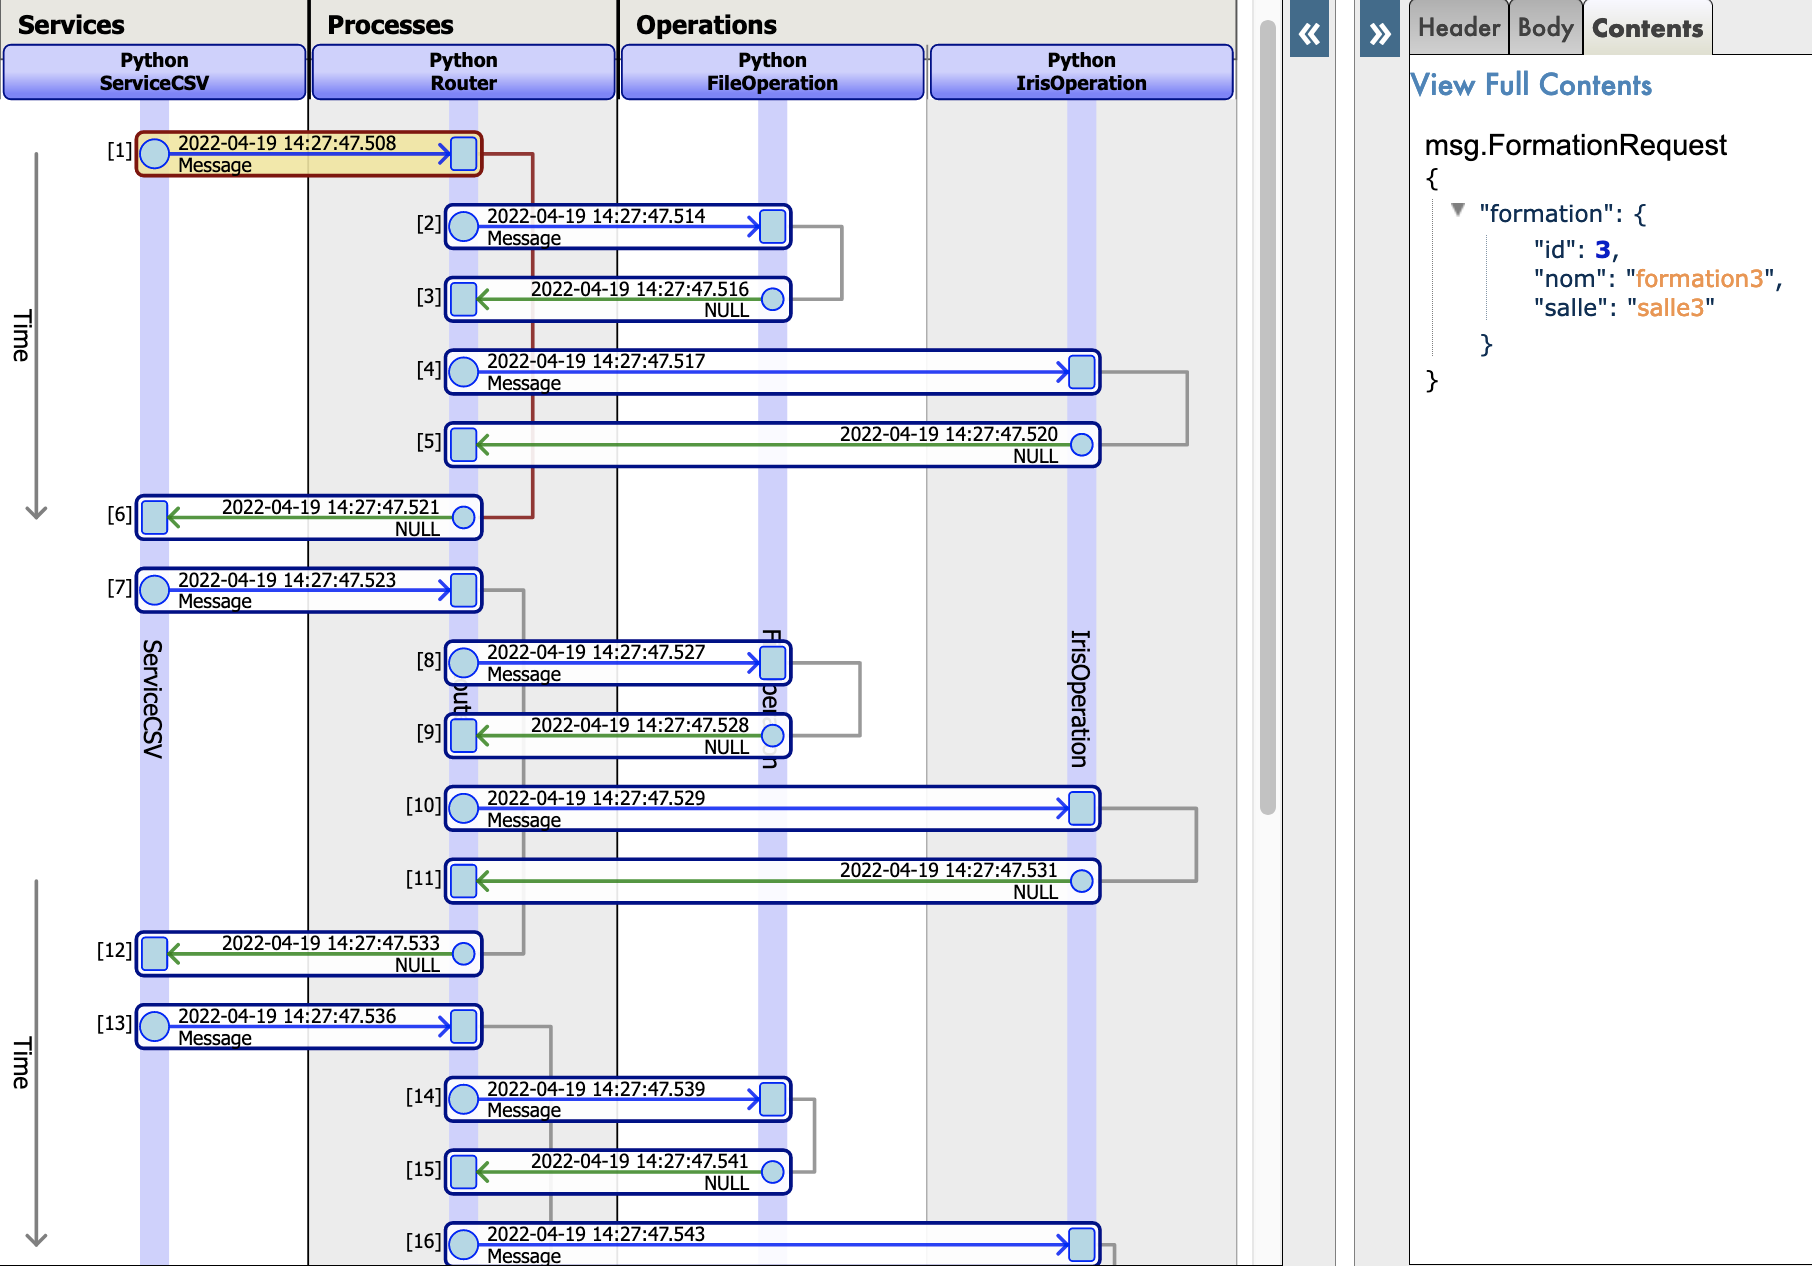 Services
Processes
Operations
Python
ServiceCSV
Python
Router
Python
FileOperation
Python
IrisOperation
[1]
2022-04-19 14:27:47.508
Message
[2]
2022-04-19 14:27:47.514
Message
[3]
2022-04-19 14:27:47.516
NULL
[4]
2022-04-19 14:27:47.517
Message
[5]
2022-04-19 14:27:47.520
NULL
[6]
2022-04-19 14:27:47.521
NULL
[7]
2022-04-19 14:27:47.523
Message
[8]
2022-04-19 14:27:47.527
Message
[9]
2022-04-19 14:27:47.528
NULL
[10]
2022-04-19 14:27:47.529
Message
[11]
2022-04-19 14:27:47.531
NULL
[12]
2022-04-19 14:27:47.533
NULL
[13]
2022-04-19 14:27:47.536
Message
[14]
2022-04-19 14:27:47.539
Message
[15]
2022-04-19 14:27:47.541
NULL
[16]
2022-04-19 14:27:47.543
Message
Time
Time
ServiceCSV
IrisOperation
«
»
Header
Body
Contents
View Full Contents
msg.FormationRequest
{
"formation": {
"id": 3,
"nom": "formation3",
"salle": "salle3"
}
}